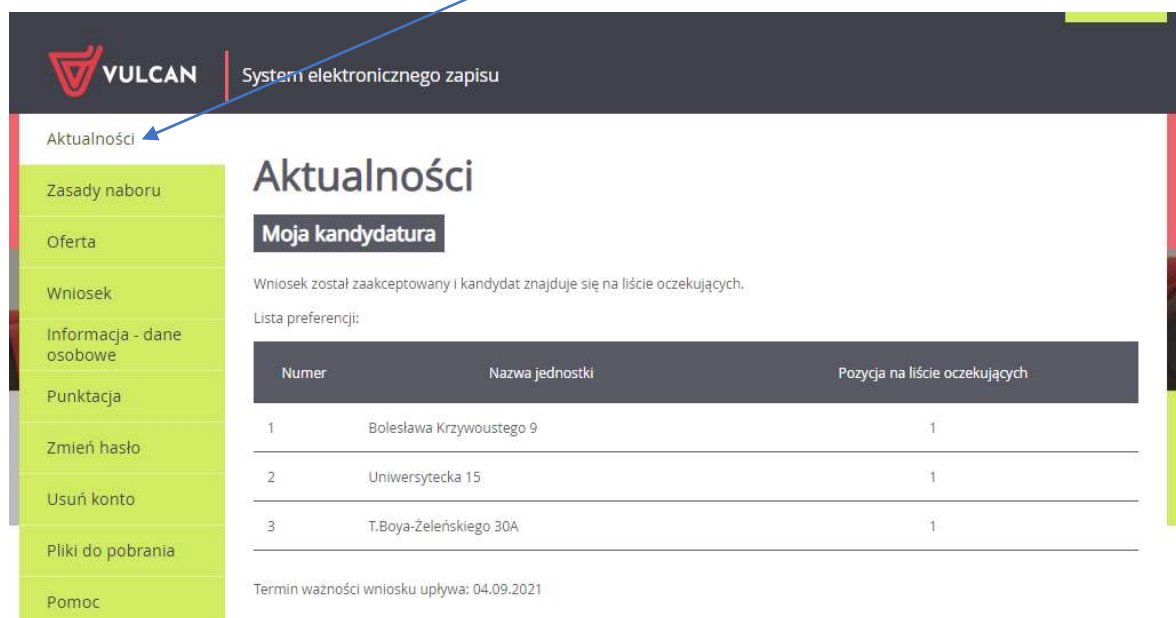 VULCAN
System elektronicznego zapisu
Aktualności
Zasady naboru
Oferta
Wniosek
Informacja - dane
osobowe
Punktacja
Zmień hasło
Usuń konto
Pliki do pobrania
Pomoc
Aktualności
Moja kandydatura
Wniosek został zaakceptowany i kandydat znajduje się na liście oczekujących.
Lista preferencji:
Numer Nazwa jednostki Pozycja na liście oczekujących
1 Bolesława Krzywoustego 9 1
2 Uniwersytecka 15 1
3 T.Boya-Żeleńskiego 30A 1
Termin ważności wniosku upływa: 04.09.2021